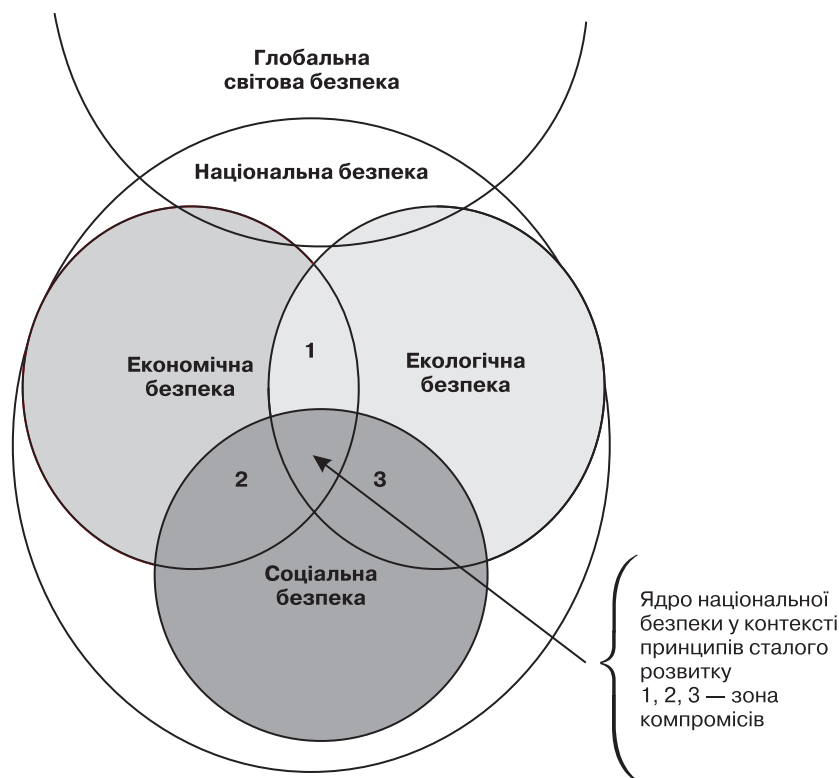 Глобальна
світова безпека
Національна безпека
1
Економічна
безпека
Екологічна
безпека
2
3
Соціальна
безпека
Ядро національної
безпеки у контексті
принципів сталого
розвитку
1, 2, 3 — зона
компромісів